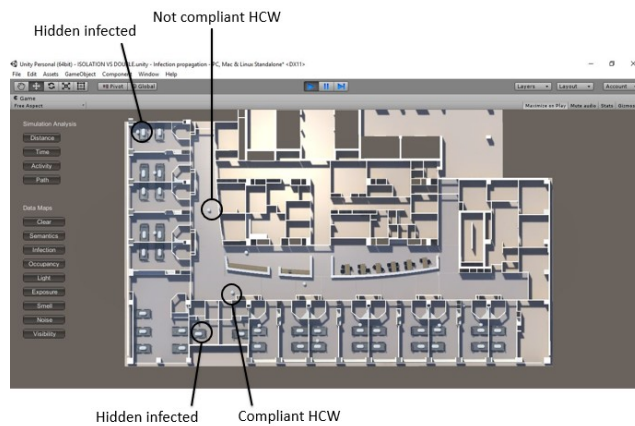 Not compliant HCW
Hidden infected
Unity Personal (64bit) - ISOLATION VS DOUBLE.unity - Infection propagation - PC, Mac & Linux Standalone* <DX11>
File Edit Assets GameObject Component Window Help
Pivot Global
Layers Layout Account
Game
Free Aspect Maximize on Play Mute audio Stats Gizmos
Simulation Analysis
Distance
Time
Activity
Path
Data Maps
Clear
Semantics
Infection
Occupancy
Light
Exposure
Smell
Noise
Visibility
Hidden infected Compliant HCW